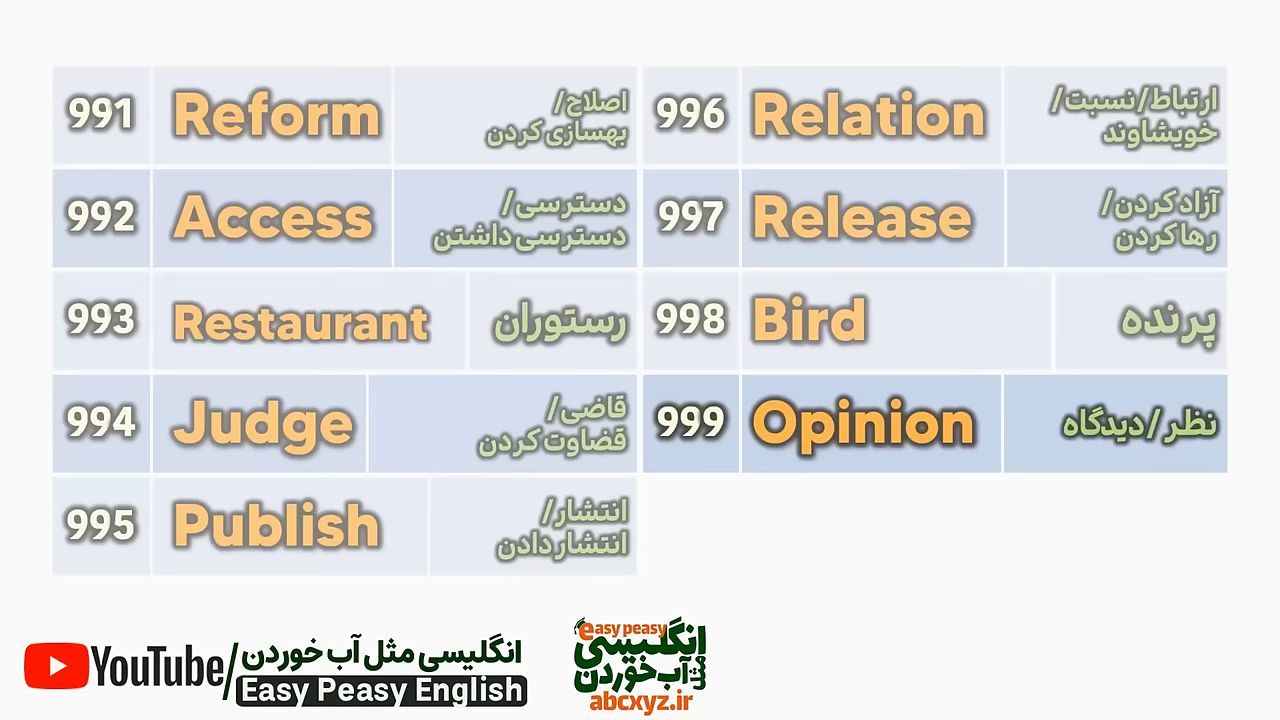 991 Reform اصلاح/
بهسازی کردن
992 Access دسترسی/
دسترسی داشتن
993 Restaurant رستوران
994 Judge قاضی/
قضاوت کردن
995 Publish انتشار/
انتشار دادن
996 Relation ارتباط/نسبت/
خویشاوند
997 Release آزاد کردن/
رها کردن
998 Bird پرنده
999 Opinion نظر/دیدگاه
YouTube/انگلیسی مثل آب خوردن
Easy Peasy English
easy peasy
انگلیسی
مثل آب خوردن
abcxyz.ir